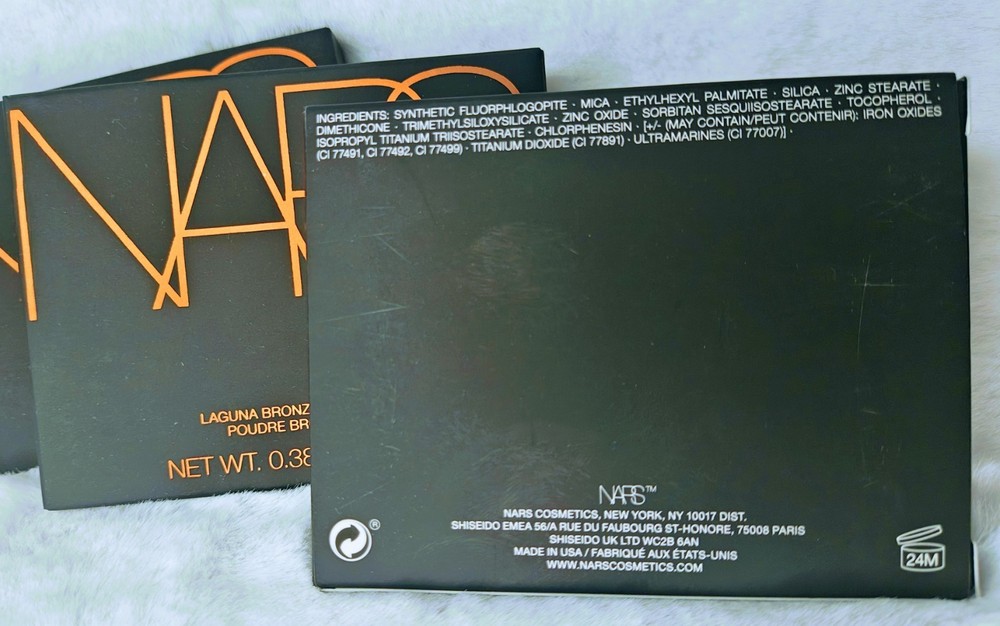 NARS
LAGUNA BRONZ
POUDRE BR
NET WT. 0.38
INGREDIENTS: SYNTHETIC FLUORPHLOGOPITE · MICA · ETHYLHEXYL PALMITATE · SILICA · ZINC STEARATE ·
DIMETHICONE · TRIMETHYLSILOXYSILICATE · ZINC OXIDE · SORBITAN SESQUIISOSTEARATE · TOCOPHEROL ·
ISOPROPYL TITANIUM TRIISOSTEARATE · CHLORPHENESIN · [+/- (MAY CONTAIN/PEUT CONTENIR): IRON OXIDES
(CI 77491, CI 77492, CI 77499) · TITANIUM DIOXIDE (CI 77891) · ULTRAMARINES (CI 77007)] ·
NARS™
NARS COSMETICS, NEW YORK, NY 10017 DIST.
SHISEIDO EMEA 56/A RUE DU FAUBOURG ST-HONORE, 75008 PARIS
SHISEIDO UK LTD WC2B 6AN
MADE IN USA / FABRIQUÉ AUX ÉTATS-UNIS
WWW.NARSCOSMETICS.COM
®
24M